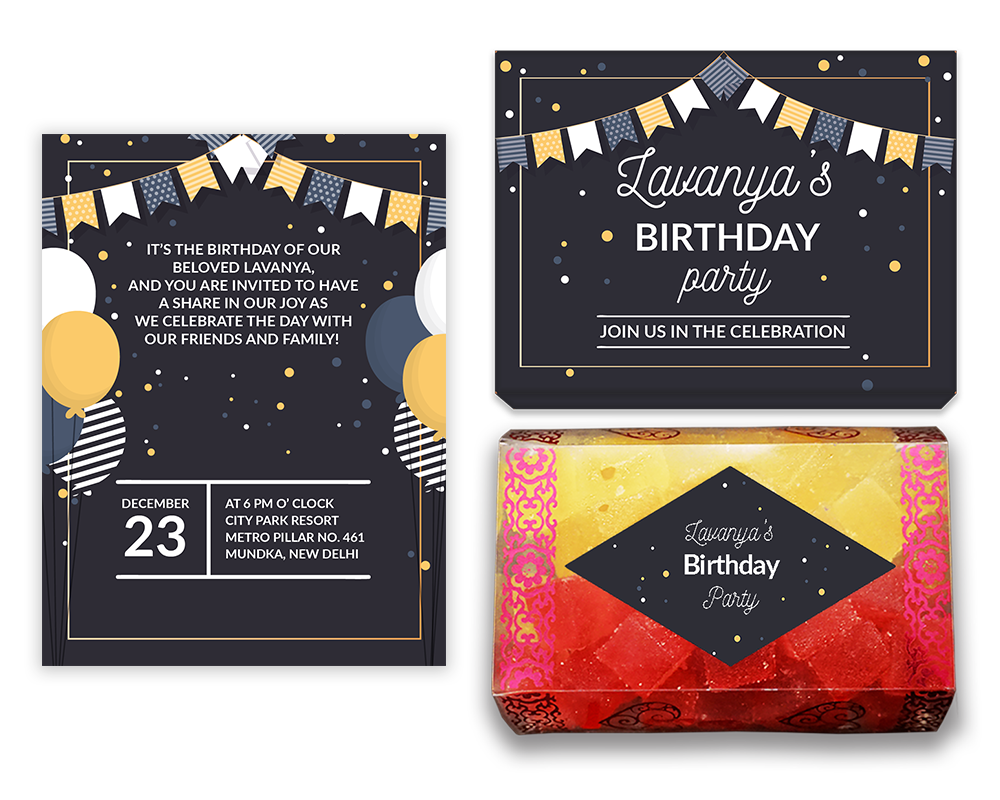 IT'S THE BIRTHDAY OF OUR
BELOVED LAVANYA,
AND YOU ARE INVITED TO HAVE
A SHARE IN OUR JOY AS
WE CELEBRATE THE DAY WITH
OUR FRIENDS AND FAMILY!
DECEMBER
23
AT 6 PM O' CLOCK
CITY PARK RESORT
METRO PILLAR NO. 461
MUNDKA, NEW DELHI
Lavanya's
BIRTHDAY
party
JOIN US IN THE CELEBRATION
Lavanya's
Birthday
Party